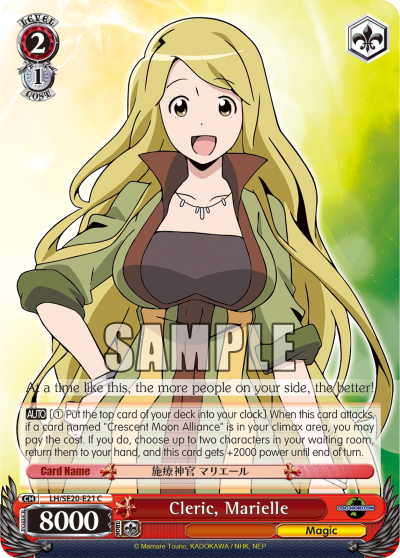 LEVEL
2
1
COST
SAMPLE
At a time like this, the more people on your side, the better!
AUTO [① Put the top card of your deck into your clock] When this card attacks,
if a card named "Crescent Moon Alliance" is in your climax area, you may
pay the cost. If you do, choose up to two characters in your waiting room,
return them to your hand, and this card gets +2000 power until end of turn.
Card Name 施療神官 マリエール
CH LH/SE20-E21 C
POWER 8000
Cleric, Marielle
Magic
© Mamare Touno, KADOKAWA / NHK, NEP